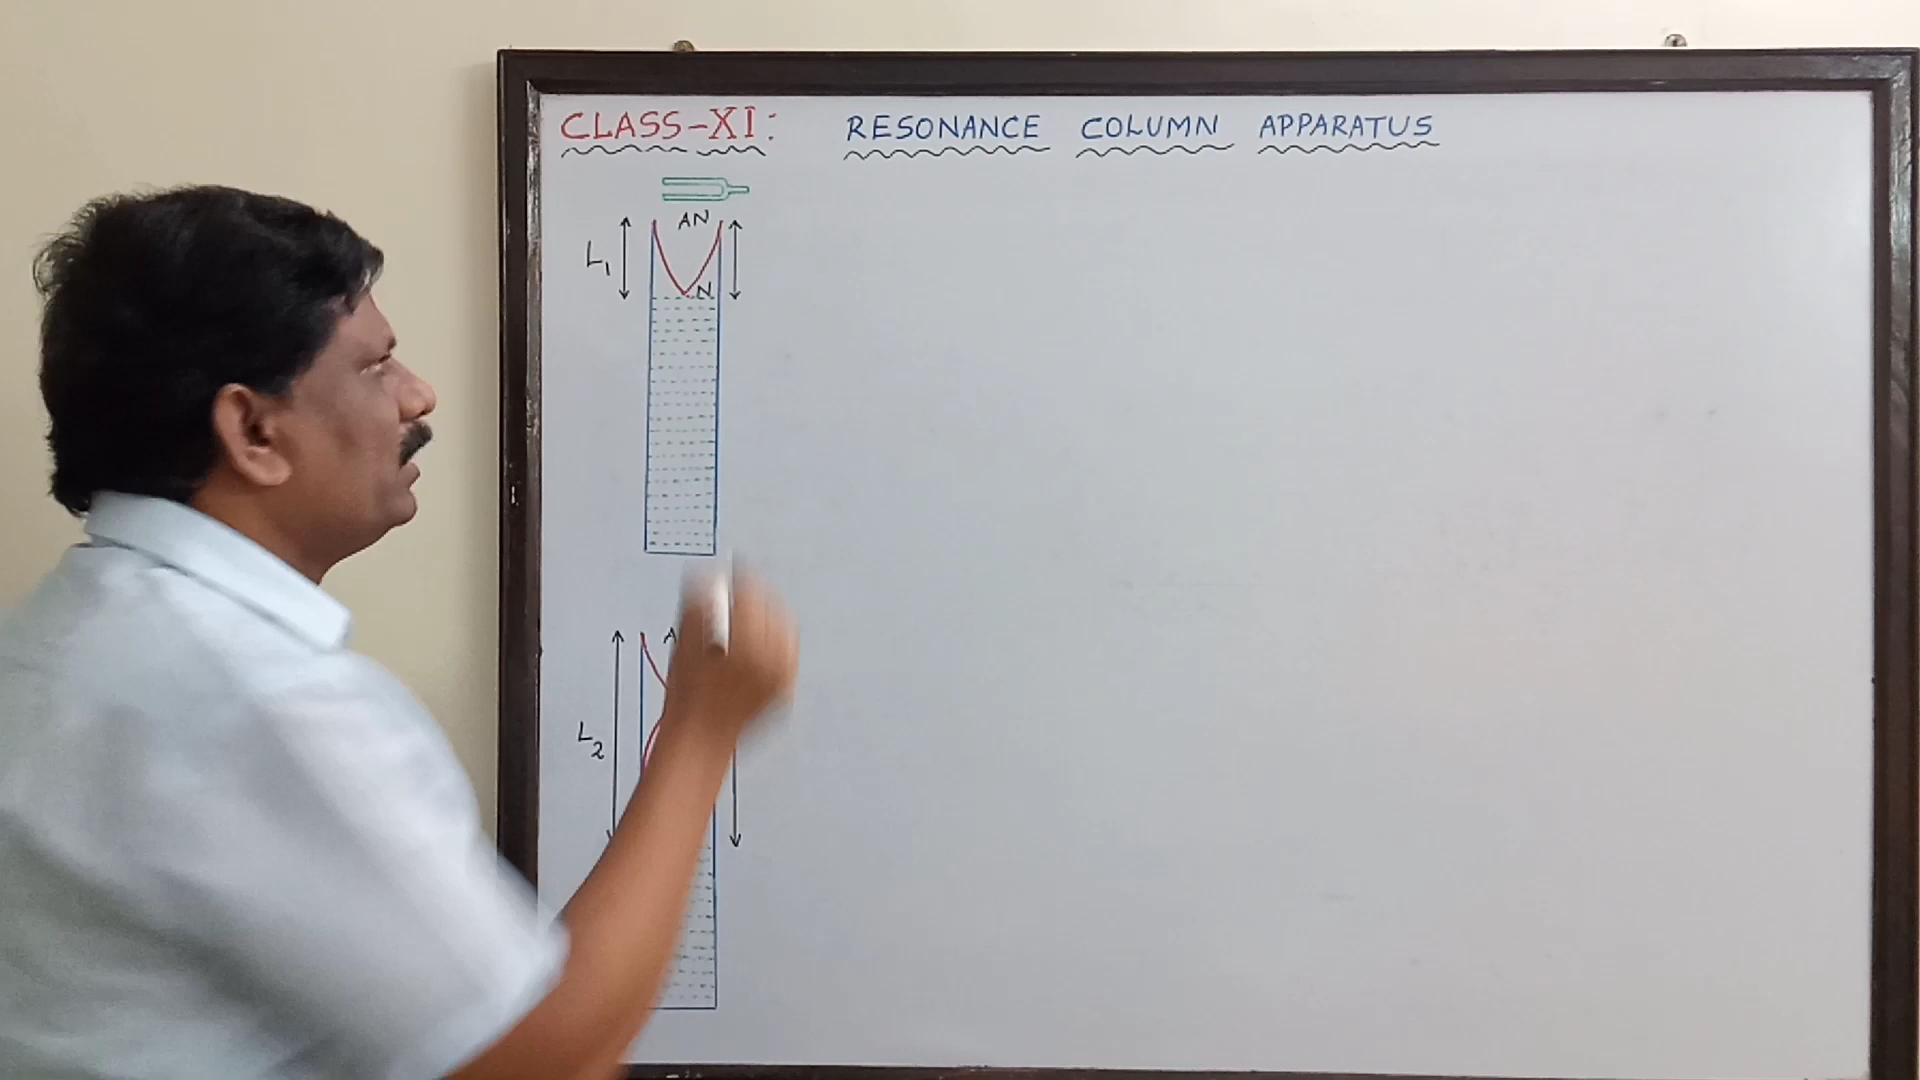 CLASS-XI: RESONANCE COLUMN APPARATUS
AN
L1
N
A
L2